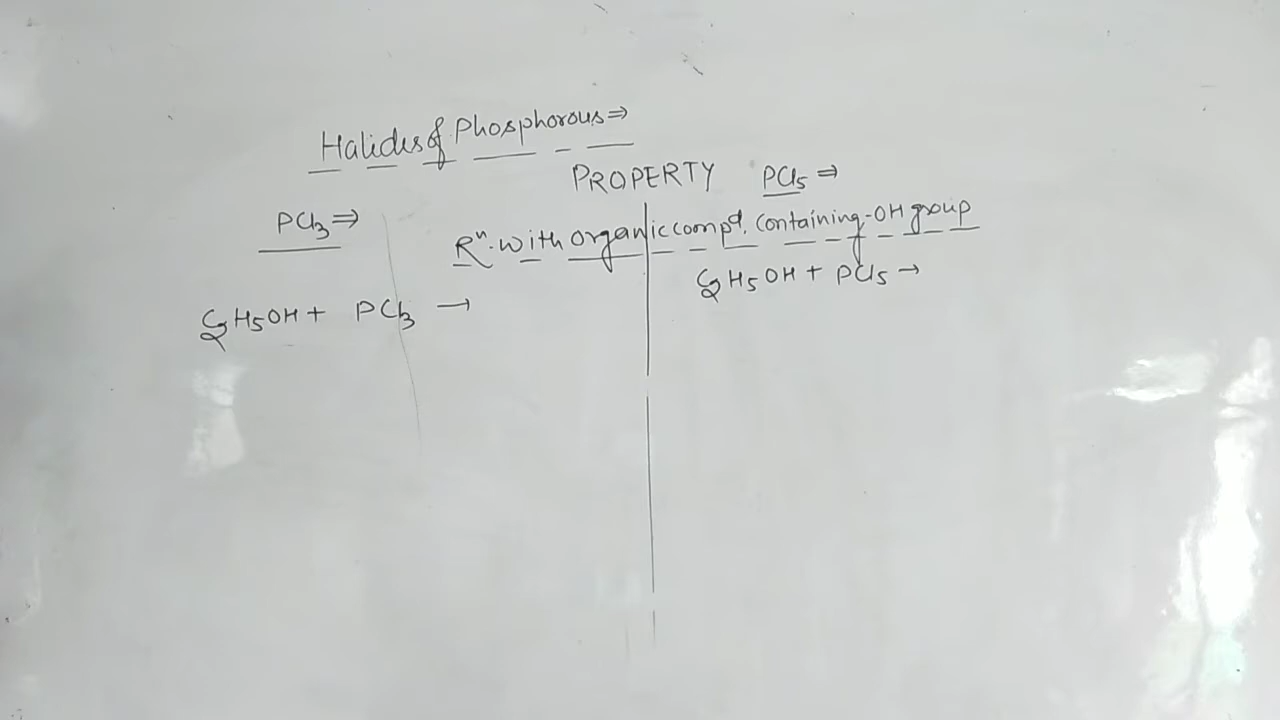 Halides of Phosphorous ⇒
PROPERTY
PCl₃ ⇒
PCl₅ ⇒
Rⁿ. with organic compᵈ. containing -OH group
C₂H₅OH + PCl₃ →
C₂H₅OH + PCl₅ →